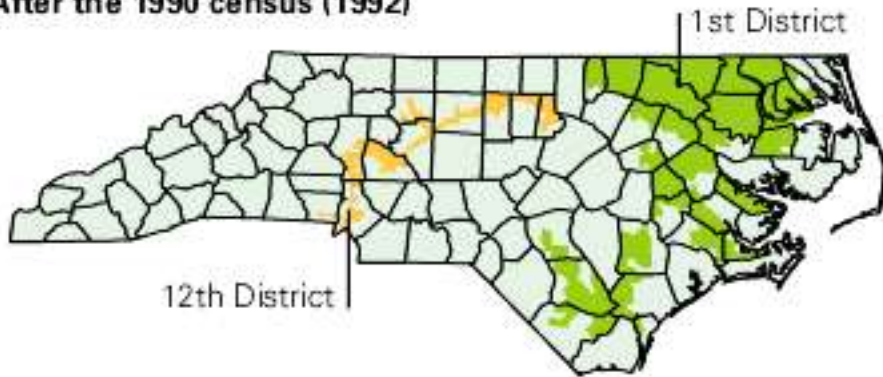 After the 1990 census (1992)
1st District
12th District